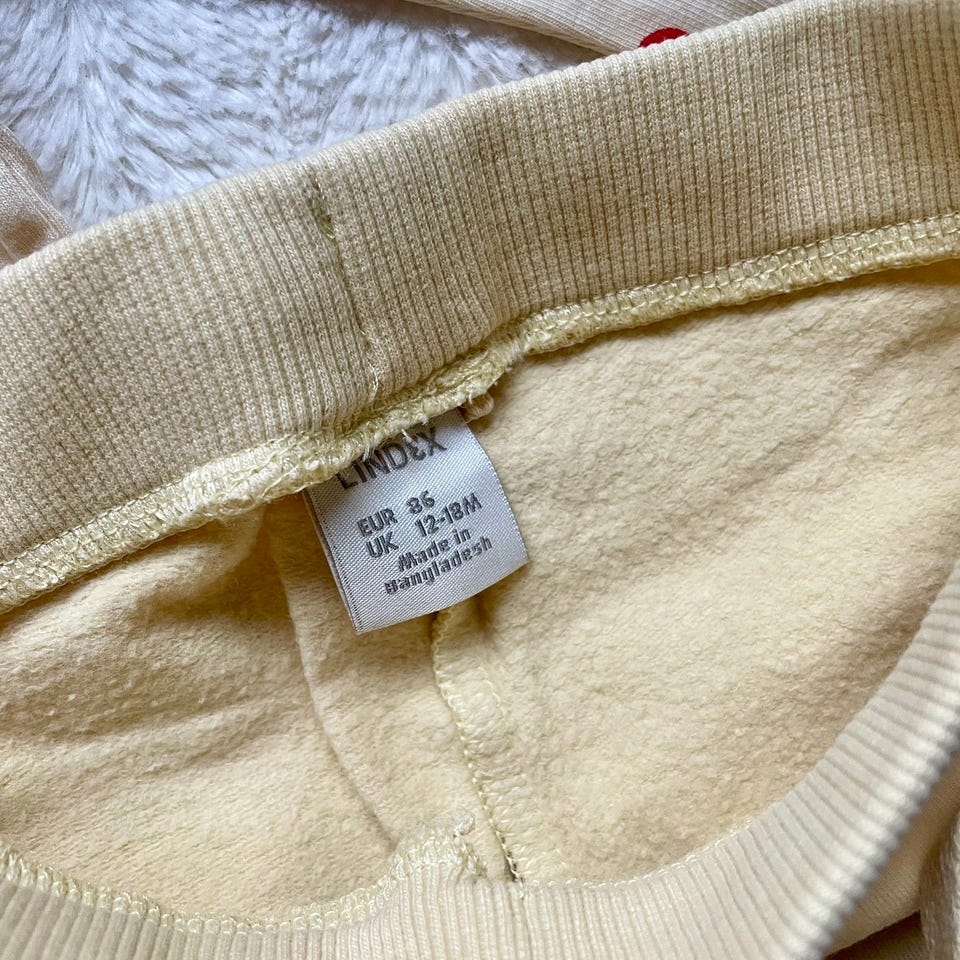 LINDEX
EUR 86
UK 12-18M
Made in
Bangladesh